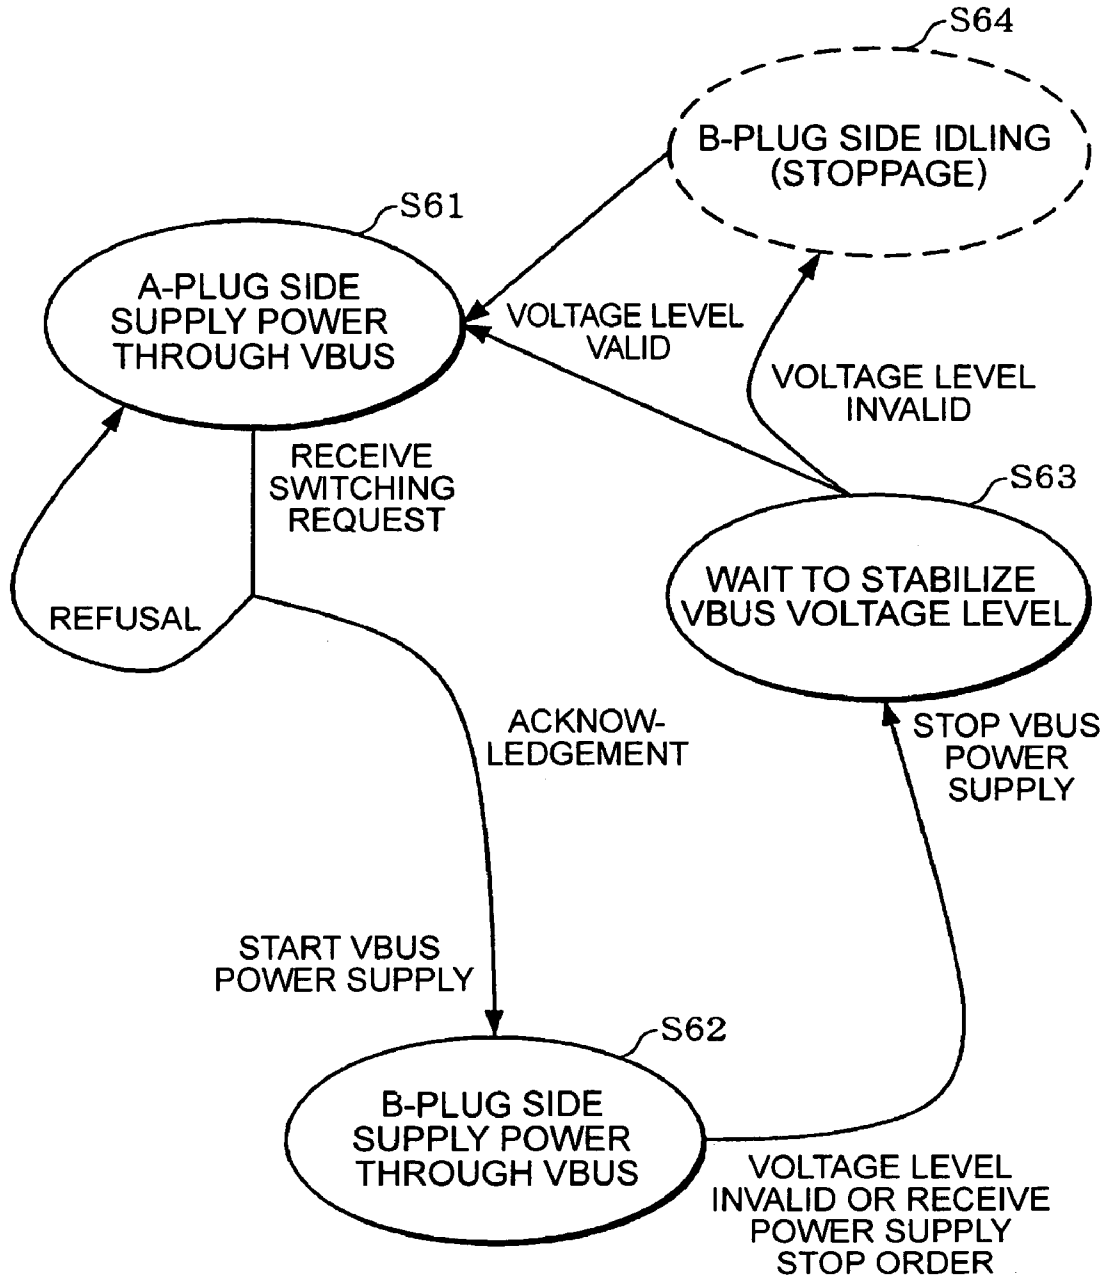 S64
B-PLUG SIDE IDLING
(STOPPAGE)
S61
A-PLUG SIDE
SUPPLY POWER
THROUGH VBUS
VOLTAGE LEVEL
VALID
VOLTAGE LEVEL
INVALID
RECEIVE
SWITCHING
REQUEST
S63
WAIT TO STABILIZE
VBUS VOLTAGE LEVEL
REFUSAL
ACKNOW-
LEDGEMENT
STOP VBUS
POWER
SUPPLY
START VBUS
POWER SUPPLY
S62
B-PLUG SIDE
SUPPLY POWER
THROUGH VBUS
VOLTAGE LEVEL
INVALID OR RECEIVE
POWER SUPPLY
STOP ORDER